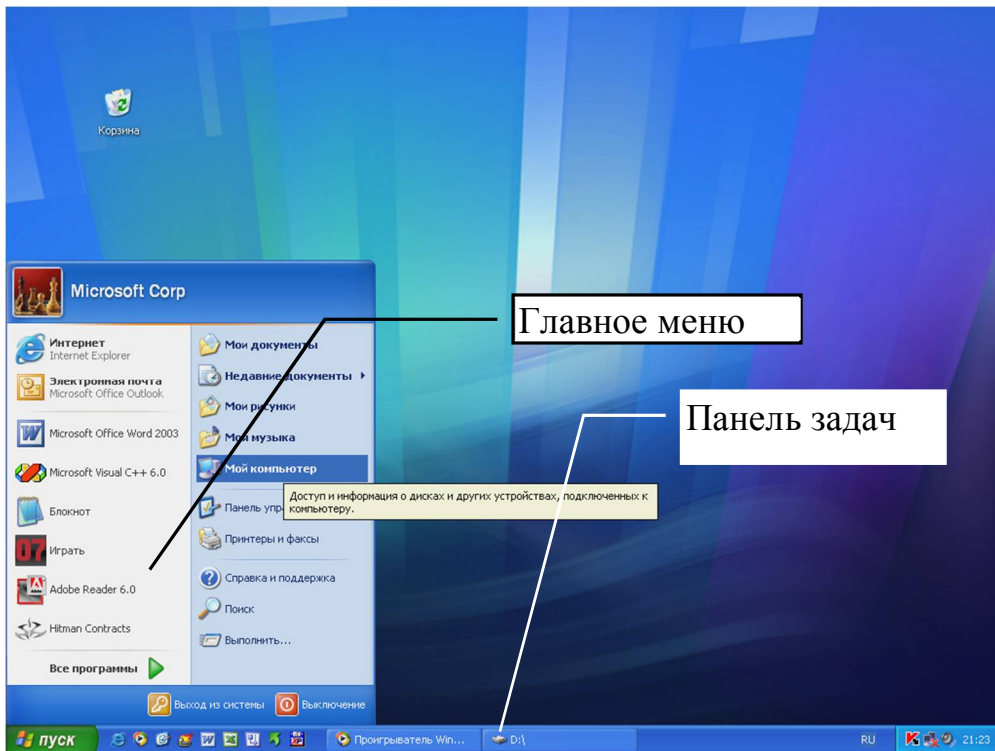 Корзина
Microsoft Corp
Главное меню
Панель задач
Интернет
Internet Explorer
Электронная почта
Microsoft Office Outlook
Microsoft Office Word 2003
Microsoft Visual C++ 6.0
Блокнот
Играть
Adobe Reader 6.0
Hitman Contracts
Все программы
Мои документы
Недавние документы
Мои рисунки
Моя музыка
Мой компьютер
Доступ и информация о дисках и других устройствах, подключенных к
компьютеру.
Панель упр
Принтеры и факсы
Справка и поддержка
Поиск
Выполнить...
Выход из системы
Выключение
пуск
Проигрыватель Win...
D:\
RU
21:23